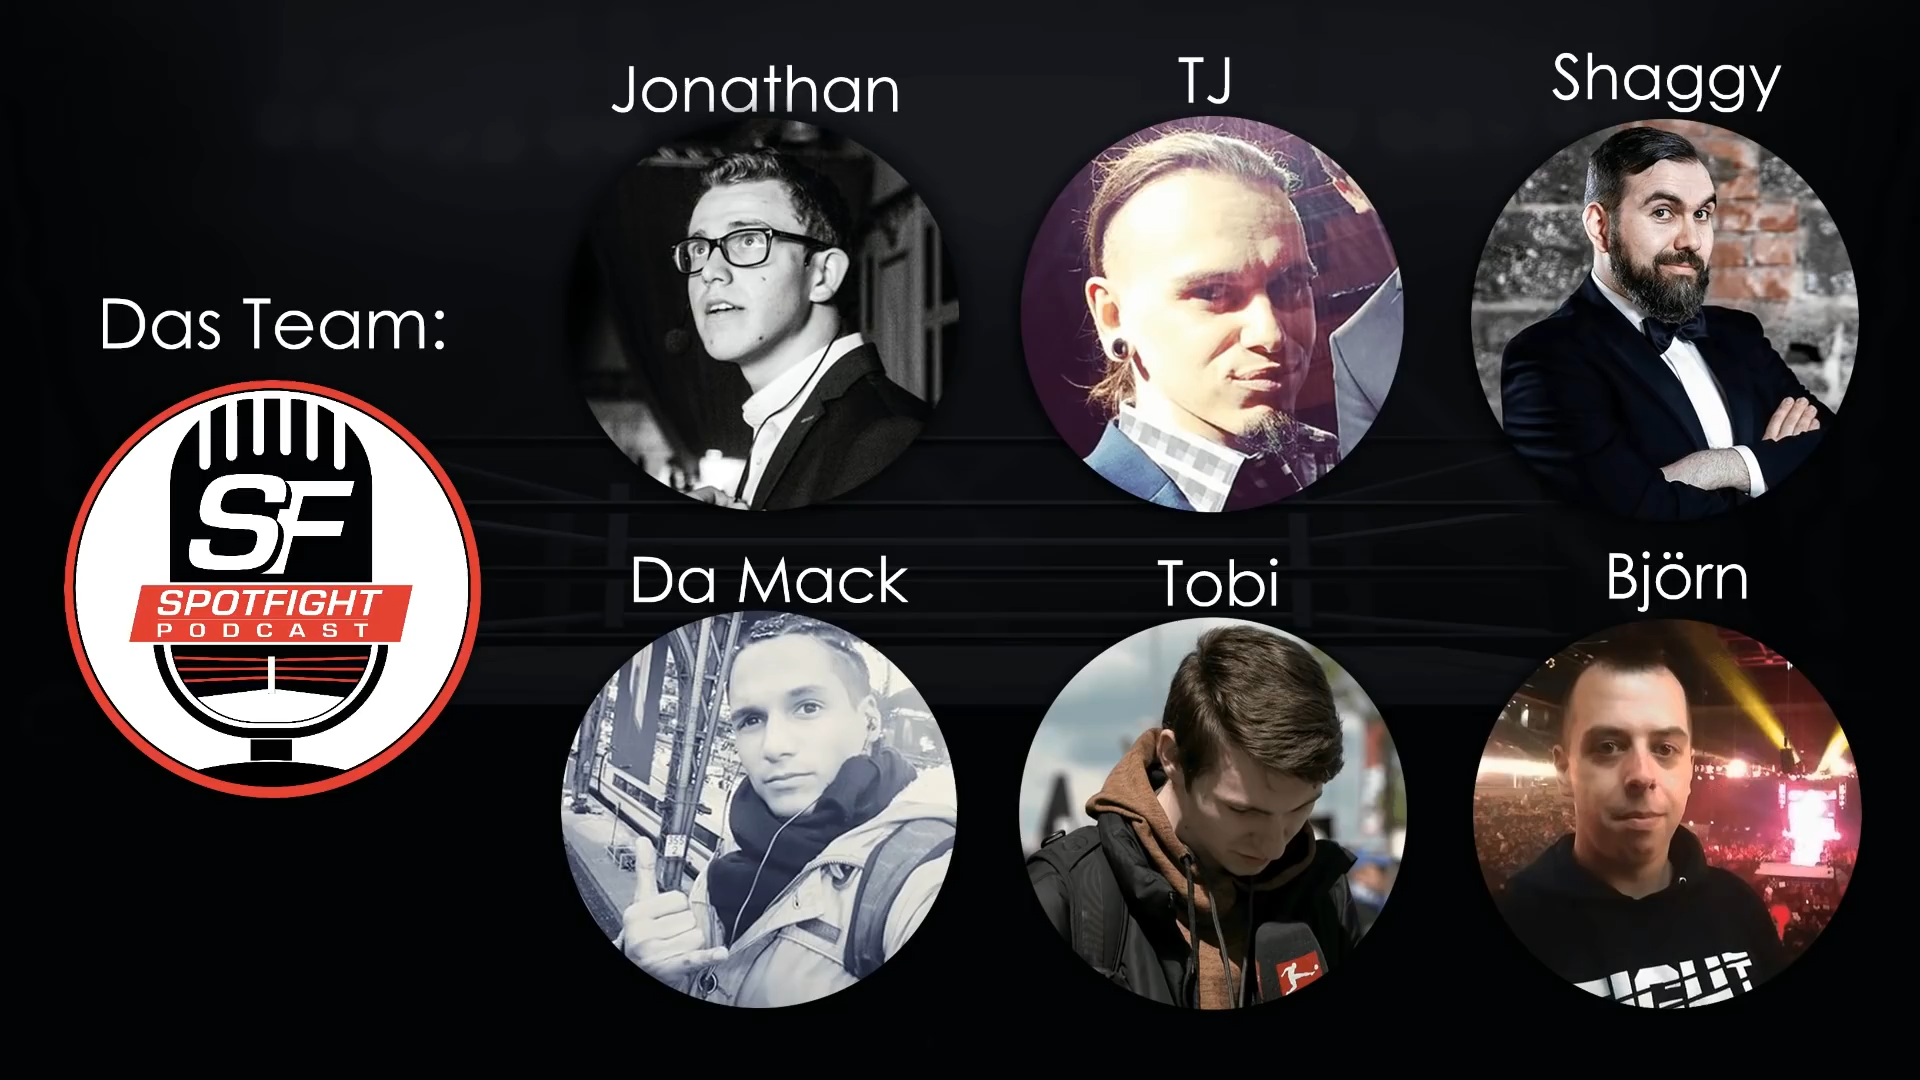 Jonathan
TJ
Shaggy
Das Team:
SF
SPOTFIGHT
PODCAST
Da Mack
Tobi
Björn